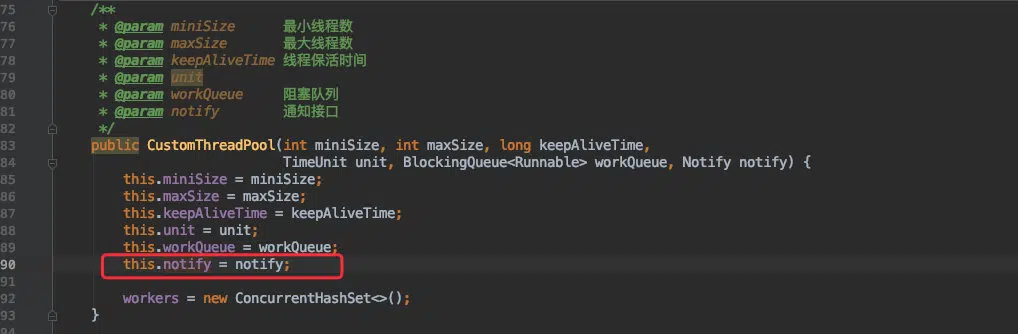 75 /**
76 * @param miniSize 最小线程数
77 * @param maxSize 最大线程数
78 * @param keepAliveTime 线程保活时间
79 * @param unit
80 * @param workQueue 阻塞队列
81 * @param notify 通知接口
82 */
83 public CustomThreadPool(int miniSize, int maxSize, long keepAliveTime,
84 TimeUnit unit, BlockingQueue<Runnable> workQueue, Notify notify) {
85 this.miniSize = miniSize;
86 this.maxSize = maxSize;
87 this.keepAliveTime = keepAliveTime;
88 this.unit = unit;
89 this.workQueue = workQueue;
90 this.notify = notify;
91
92 workers = new ConcurrentHashSet<>();
93 }
94